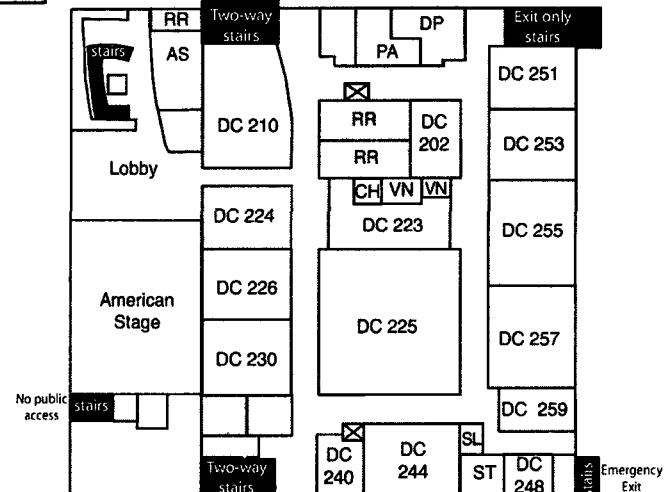 RR
Two-way
stairs
DP
Exit only
stairs
stairs
AS
PA
DC 251
DC 210
RR
DC
202
DC 253
RR
Lobby
CH
VN
VN
DC 224
DC 223
DC 255
DC 226
American
Stage
DC 225
DC 257
DC 230
No public
access
stairs
DC 259
DC
240
DC
244
SL
Two-way
stairs
ST
DC
248
stairs
Emergency
Exit